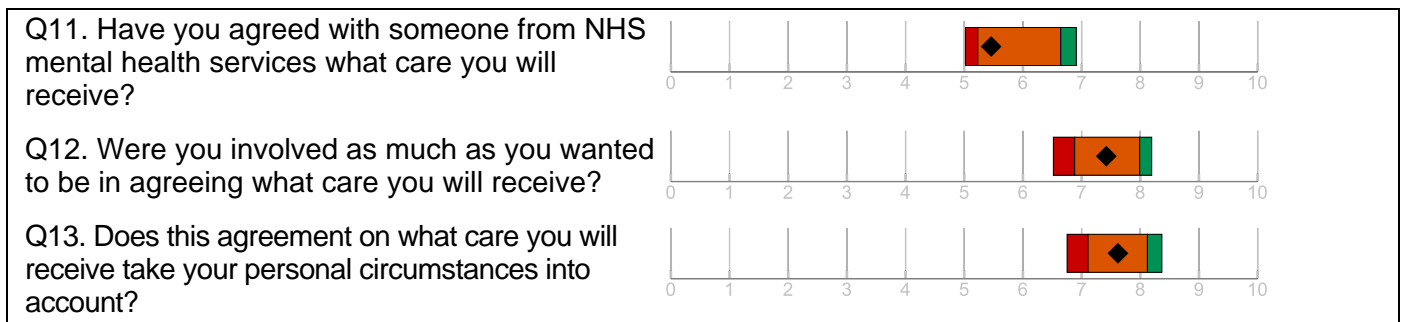 Q11. Have you agreed with someone from NHS
mental health services what care you will
receive?
0 1 2 3 4 5 6 7 8 9 10
Q12. Were you involved as much as you wanted
to be in agreeing what care you will receive?
0 1 2 3 4 5 6 7 8 9 10
Q13. Does this agreement on what care you will
receive take your personal circumstances into
account?
0 1 2 3 4 5 6 7 8 9 10